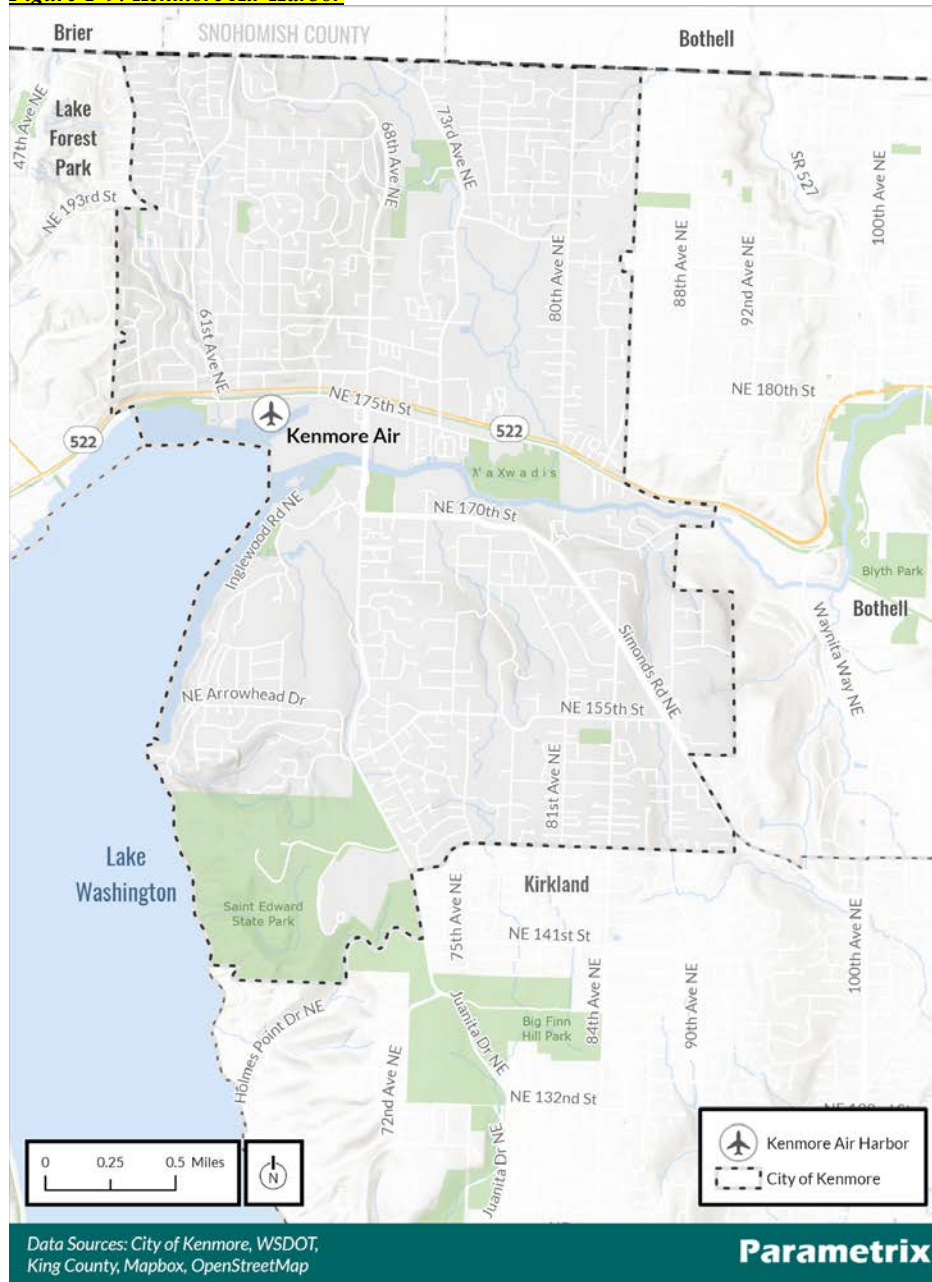 Brier
SNOHOMISH COUNTY
Bothell
47th Ave NE
Lake
Forest
Park
NE 193rd St
68th Ave NE
73rd Ave NE
SR 527
100th Ave NE
80th Ave NE
88th Ave NE
92nd Ave NE
61st Ave NE
NE 180th St
NE 175th St
522
Kenmore Air
522
NE 170th St
Inglewood Rd NE
Blyth Park
Bothell
Waynita Way NE
Simonds Rd NE
NE Arrowhead Dr
NE 155th St
81st Ave NE
Lake
Washington
Saint Edward
State Park
Kirkland
75th Ave NE
NE 141st St
84th Ave NE
90th Ave NE
100th Ave NE
Holmes Point Dr NE
Juanita Dr NE
Big Finn
Hill Park
72nd Ave NE
NE 132nd St
Juanita Dr NE
0 0.25 0.5 Miles
N
Kenmore Air Harbor
City of Kenmore
Data Sources: City of Kenmore, WSDOT,
King County, Mapbox, OpenStreetMap
Parametrix